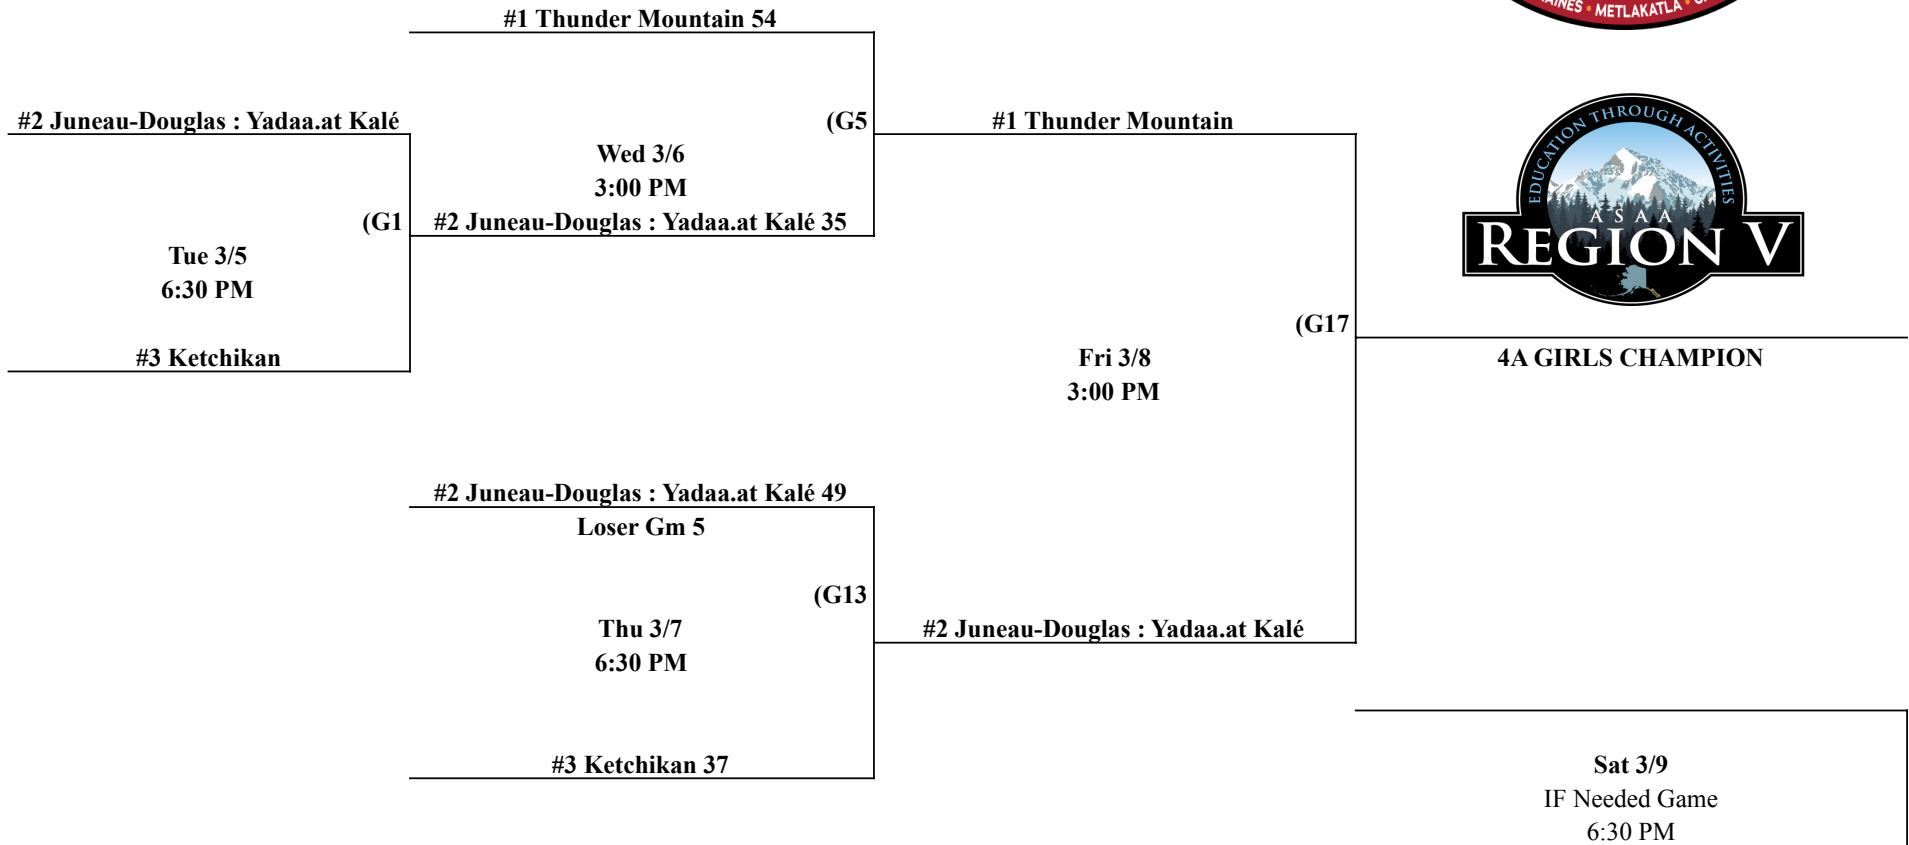 #1 Thunder Mountain 54
METLAKATLA
#2 Juneau-Douglas : Yadaa.at Kalé
(G5
#1 Thunder Mountain
EDUCATION THROUGH ACTIVITIES
ASAA
REGION V
Wed 3/6
3:00 PM
(G1
#2 Juneau-Douglas : Yadaa.at Kalé 35
Tue 3/5
6:30 PM
(G17
#3 Ketchikan
Fri 3/8
3:00 PM
4A GIRLS CHAMPION
#2 Juneau-Douglas : Yadaa.at Kalé 49
Loser Gm 5
(G13
Thu 3/7
6:30 PM
#2 Juneau-Douglas : Yadaa.at Kalé
#3 Ketchikan 37
Sat 3/9
IF Needed Game
6:30 PM